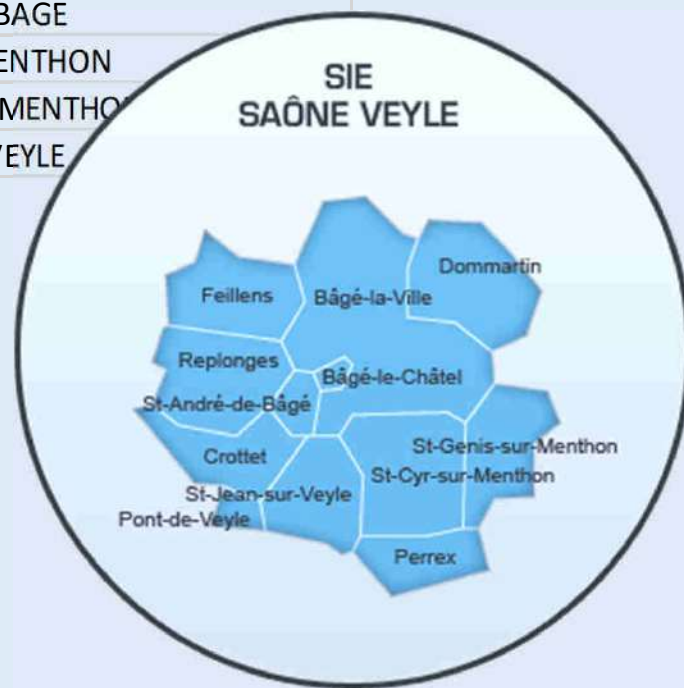 BAGE
ENTHON
MENTHO
VEYLE
SIE
SAÔNE VEYLE
Dommartin
Feillens
Bâgé-la-Ville
Replonges
Bâgé-le-Châtel
St-André-de-Bâgé
St-Genis-sur-Menthon
Crottet
St-Cyr-sur-Menthon
St-Jean-sur-Veyle
Pont-de-Veyle
Perrex